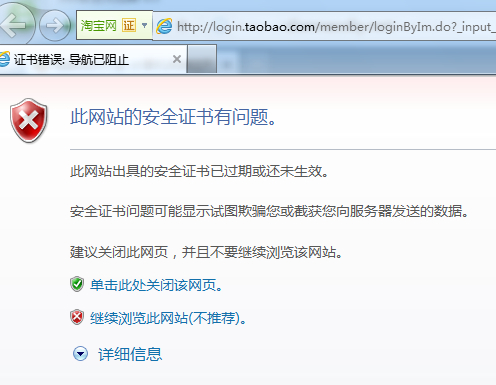 淘宝网 证 http://login.taobao.com/member/loginByIm.do?_input_
证书错误: 导航已阻止
此网站的安全证书有问题。
此网站出具的安全证书已过期或还未生效。
安全证书问题可能显示试图欺骗您或截获您向服务器发送的数据。
建议关闭此网页，并且不要继续浏览该网站。
单击此处关闭该网页。
继续浏览此网站(不推荐)。
详细信息